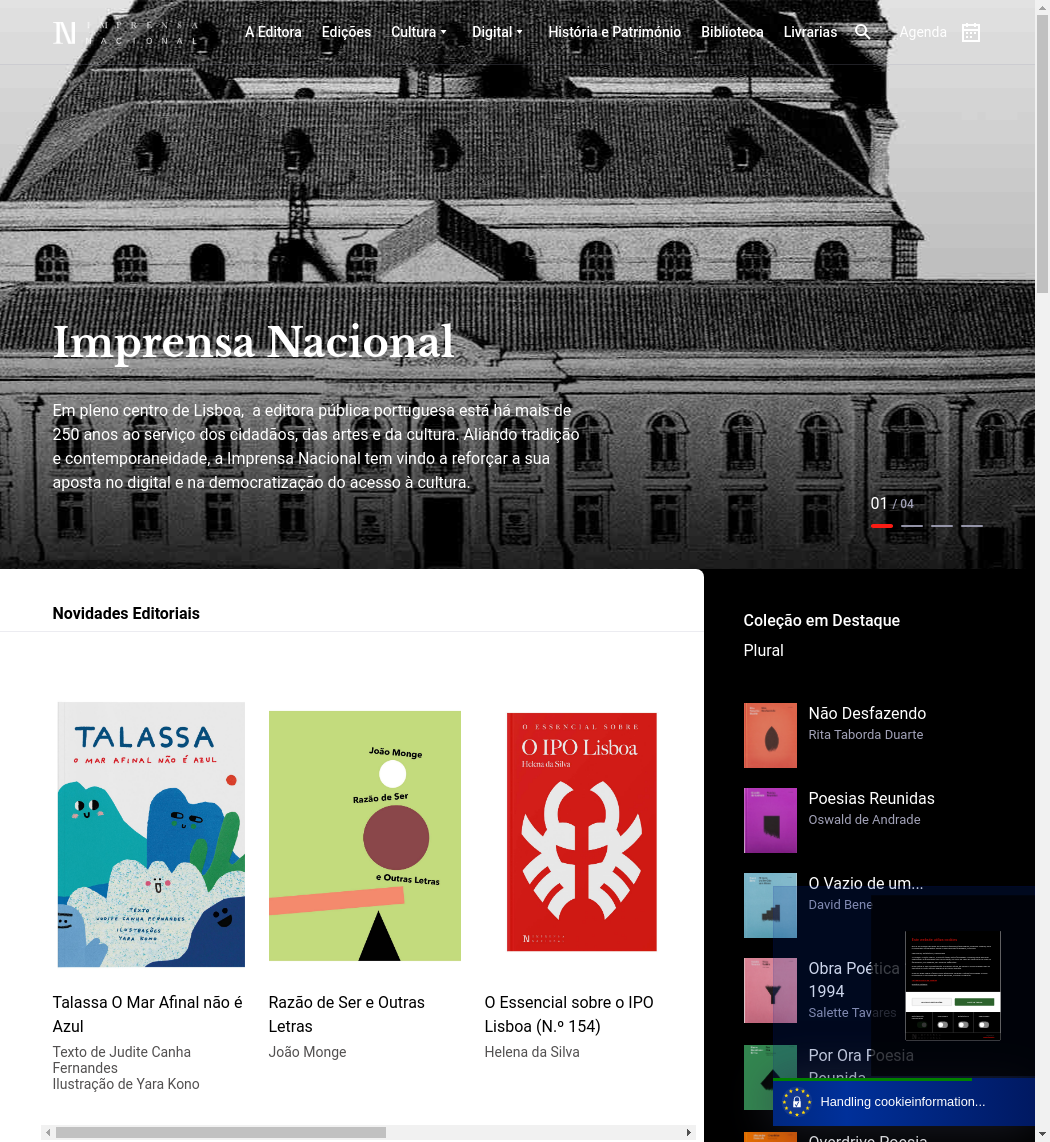 N IMPRENSA
NACIONAL
A Editora
Edições
Cultura
Digital
História e Património
Biblioteca
Livrarias
Agenda
IMPRENSA NACIONAL
Imprensa Nacional
Em pleno centro de Lisboa, a editora pública portuguesa está há mais de
250 anos ao serviço dos cidadãos, das artes e da cultura. Aliando tradição
e contemporaneidade, a Imprensa Nacional tem vindo a reforçar a sua
aposta no digital e na democratização do acesso à cultura.
01 / 04
Novidades Editoriais
TALASSA
O MAR AFINAL NÃO É AZUL
TEXTO
JUDITE CANHA FERNANDES
ILUSTRAÇÕES
YARA KONO
Talassa O Mar Afinal não é
Azul
Texto de Judite Canha
Fernandes
Ilustração de Yara Kono
João Monge
Razão de Ser
e Outras Letras
Razão de Ser e Outras
Letras
João Monge
O ESSENCIAL SOBRE
O IPO Lisboa
Helena da Silva
N
O Essencial sobre o IPO
Lisboa (N.º 154)
Helena da Silva
Coleção em Destaque
Plural
Não Desfazendo
Rita Taborda Duarte
Poesias Reunidas
Oswald de Andrade
O Vazio de um...
David Bene
Obra Poética
1994
Salette Tavares
Por Ora Poesia
Reunida
Overdrive Poesia
Handling cookieinformation...